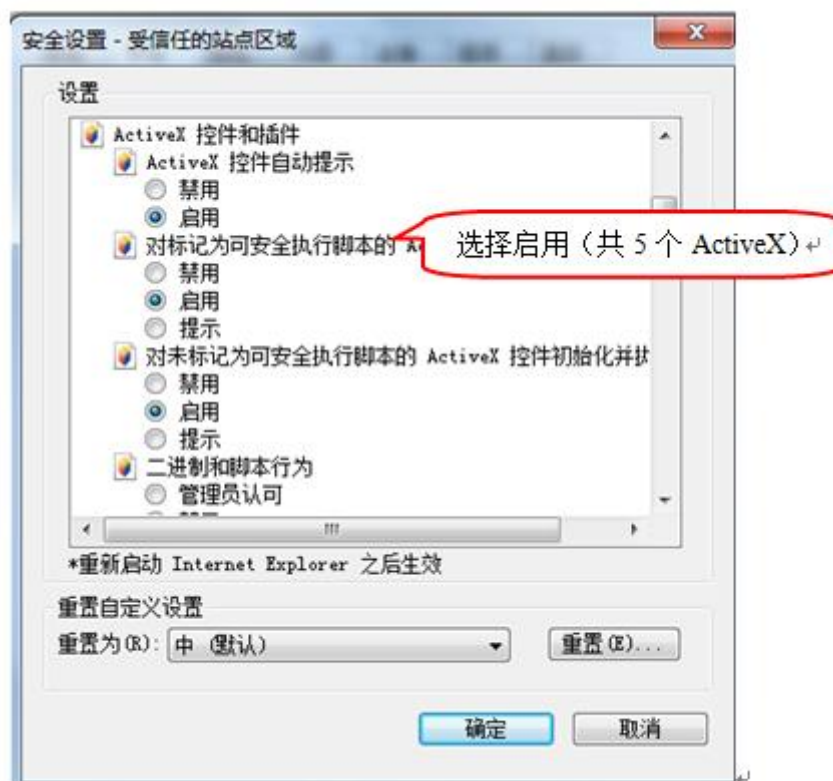 安全设置 - 受信任的站点区域
设置
ActiveX 控件和插件
ActiveX 控件自动提示
禁用
启用
对标记为可安全执行脚本的
选择启用（共 5 个 ActiveX）
禁用
启用
提示
对未标记为可安全执行脚本的 ActiveX 控件初始化并执
禁用
启用
提示
二进制和脚本行为
管理员认可
*重新启动 Internet Explorer 之后生效
重置自定义设置
重置为(R): 中 (默认)
重置(E)...
确定
取消